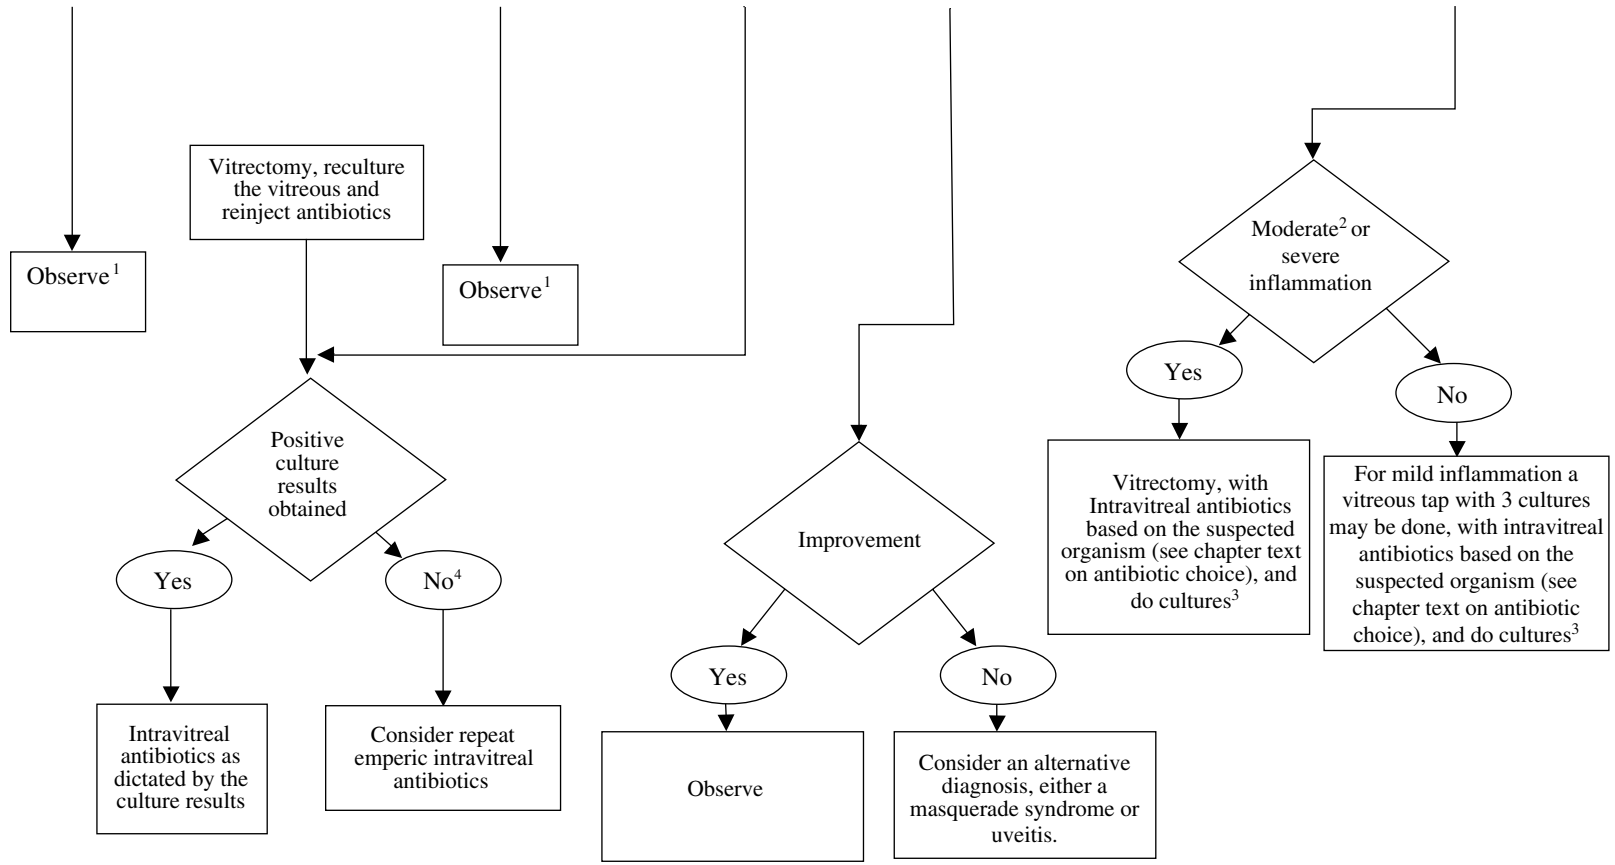 Vitrectomy, reculture
the vitreous and
reinject antibiotics
Observe¹
Observe¹
Moderate² or
severe
inflammation
Yes
No
Positive
culture
results
obtained
Yes
No⁴
Intravitreal
antibiotics as
dictated by the
culture results
Consider repeat
emperic intravitreal
antibiotics
Improvement
Yes
No
Observe
Consider an alternative
diagnosis, either a
masquerade syndrome or
uveitis.
Vitrectomy, with
Intravitreal antibiotics
based on the suspected
organism (see chapter text
on antibiotic choice), and
do cultures³
For mild inflammation a
vitreous tap with 3 cultures
may be done, with intravitreal
antibiotics based on the
suspected organism (see
chapter text on antibiotic
choice), and do cultures³